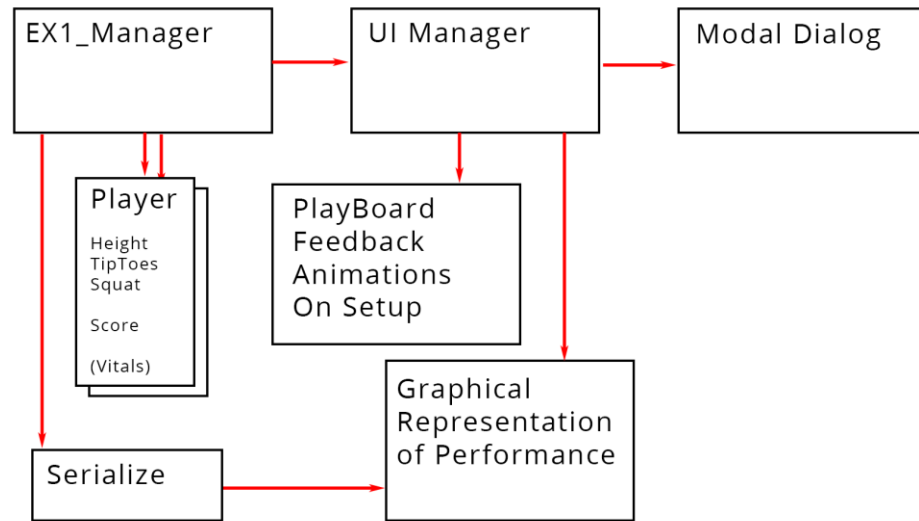 EX1_Manager
UI Manager
Modal Dialog
Player
Height
TipToes
Squat
Score
(Vitals)
PlayBoard
Feedback
Animations
On Setup
Graphical
Representation
of Performance
Serialize